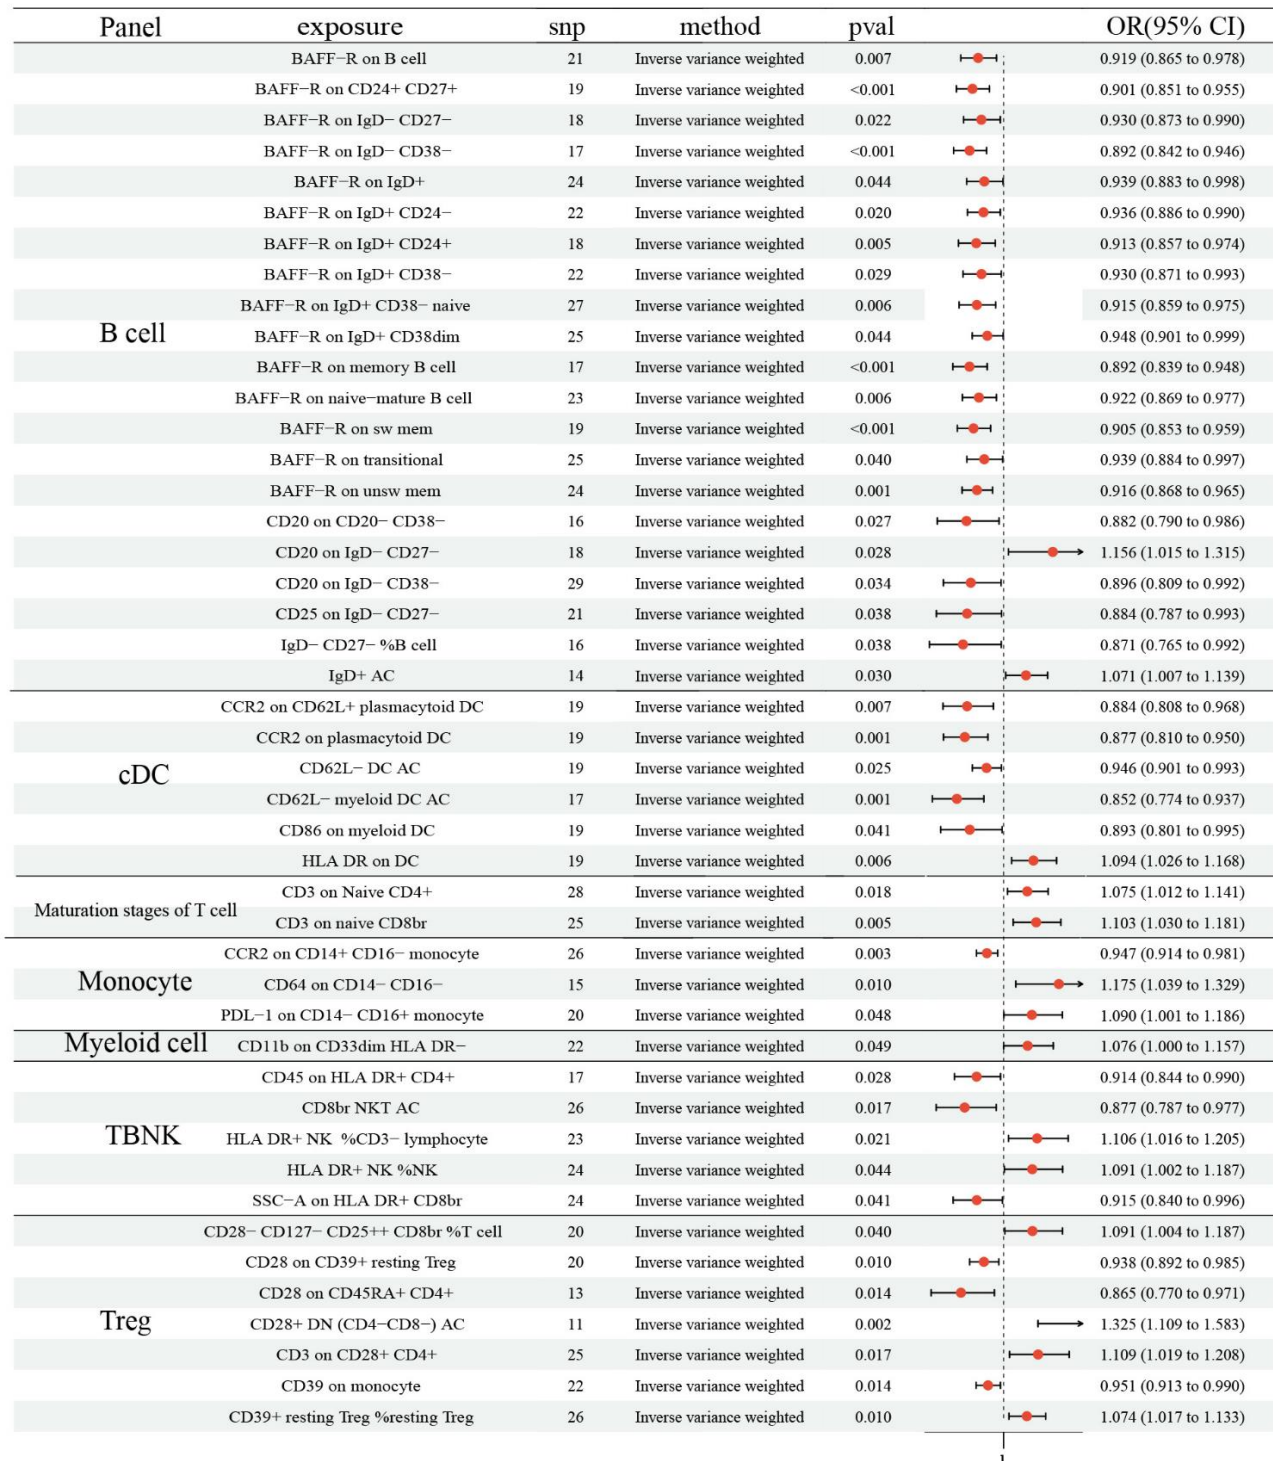 Panel exposure snp method pval OR(95% CI)
BAFF−R on B cell 21 Inverse variance weighted 0.007 0.919 (0.865 to 0.978)
BAFF−R on CD24+ CD27+ 19 Inverse variance weighted <0.001 0.901 (0.851 to 0.955)
BAFF−R on IgD− CD27− 18 Inverse variance weighted 0.022 0.930 (0.873 to 0.990)
BAFF−R on IgD− CD38− 17 Inverse variance weighted <0.001 0.892 (0.842 to 0.946)
BAFF−R on IgD+ 24 Inverse variance weighted 0.044 0.939 (0.883 to 0.998)
BAFF−R on IgD+ CD24− 22 Inverse variance weighted 0.020 0.936 (0.886 to 0.990)
BAFF−R on IgD+ CD24+ 18 Inverse variance weighted 0.005 0.913 (0.857 to 0.974)
BAFF−R on IgD+ CD38− 22 Inverse variance weighted 0.029 0.930 (0.871 to 0.993)
BAFF−R on IgD+ CD38− naive 27 Inverse variance weighted 0.006 0.915 (0.859 to 0.975)
B cell BAFF−R on IgD+ CD38dim 25 Inverse variance weighted 0.044 0.948 (0.901 to 0.999)
BAFF−R on memory B cell 17 Inverse variance weighted <0.001 0.892 (0.839 to 0.948)
BAFF−R on naive−mature B cell 23 Inverse variance weighted 0.006 0.922 (0.869 to 0.977)
BAFF−R on sw mem 19 Inverse variance weighted <0.001 0.905 (0.853 to 0.959)
BAFF−R on transitional 25 Inverse variance weighted 0.040 0.939 (0.884 to 0.997)
BAFF−R on unsw mem 24 Inverse variance weighted 0.001 0.916 (0.868 to 0.965)
CD20 on CD20− CD38− 16 Inverse variance weighted 0.027 0.882 (0.790 to 0.986)
CD20 on IgD− CD27− 18 Inverse variance weighted 0.028 1.156 (1.015 to 1.315)
CD20 on IgD− CD38− 29 Inverse variance weighted 0.034 0.896 (0.809 to 0.992)
CD25 on IgD− CD27− 21 Inverse variance weighted 0.038 0.884 (0.787 to 0.993)
IgD− CD27− %B cell 16 Inverse variance weighted 0.038 0.871 (0.765 to 0.992)
IgD+ AC 14 Inverse variance weighted 0.030 1.071 (1.007 to 1.139)
CCR2 on CD62L+ plasmacytoid DC 19 Inverse variance weighted 0.007 0.884 (0.808 to 0.968)
CCR2 on plasmacytoid DC 19 Inverse variance weighted 0.001 0.877 (0.810 to 0.950)
cDC CD62L− DC AC 19 Inverse variance weighted 0.025 0.946 (0.901 to 0.993)
CD62L− myeloid DC AC 17 Inverse variance weighted 0.001 0.852 (0.774 to 0.937)
CD86 on myeloid DC 19 Inverse variance weighted 0.041 0.893 (0.801 to 0.995)
HLA DR on DC 19 Inverse variance weighted 0.006 1.094 (1.026 to 1.168)
CD3 on Naive CD4+ 28 Inverse variance weighted 0.018 1.075 (1.012 to 1.141)
Maturation stages of T cell CD3 on naive CD8br 25 Inverse variance weighted 0.005 1.103 (1.030 to 1.181)
CCR2 on CD14+ CD16− monocyte 26 Inverse variance weighted 0.003 0.947 (0.914 to 0.981)
Monocyte CD64 on CD14− CD16− 15 Inverse variance weighted 0.010 1.175 (1.039 to 1.329)
PDL−1 on CD14− CD16+ monocyte 20 Inverse variance weighted 0.048 1.090 (1.001 to 1.186)
Myeloid cell CD11b on CD33dim HLA DR− 22 Inverse variance weighted 0.049 1.076 (1.000 to 1.157)
CD45 on HLA DR+ CD4+ 17 Inverse variance weighted 0.028 0.914 (0.844 to 0.990)
CD8br NKT AC 26 Inverse variance weighted 0.017 0.877 (0.787 to 0.977)
TBNK HLA DR+ NK %CD3− lymphocyte 23 Inverse variance weighted 0.021 1.106 (1.016 to 1.205)
HLA DR+ NK %NK 24 Inverse variance weighted 0.044 1.091 (1.002 to 1.187)
SSC−A on HLA DR+ CD8br 24 Inverse variance weighted 0.041 0.915 (0.840 to 0.996)
CD28− CD127− CD25++ CD8br %T cell 20 Inverse variance weighted 0.040 1.091 (1.004 to 1.187)
CD28 on CD39+ resting Treg 20 Inverse variance weighted 0.010 0.938 (0.892 to 0.985)
CD28 on CD45RA+ CD4+ 13 Inverse variance weighted 0.014 0.865 (0.770 to 0.971)
Treg CD28+ DN (CD4−CD8−) AC 11 Inverse variance weighted 0.002 1.325 (1.109 to 1.583)
CD3 on CD28+ CD4+ 25 Inverse variance weighted 0.017 1.109 (1.019 to 1.208)
CD39 on monocyte 22 Inverse variance weighted 0.014 0.951 (0.913 to 0.990)
CD39+ resting Treg %resting Treg 26 Inverse variance weighted 0.010 1.074 (1.017 to 1.133)
1